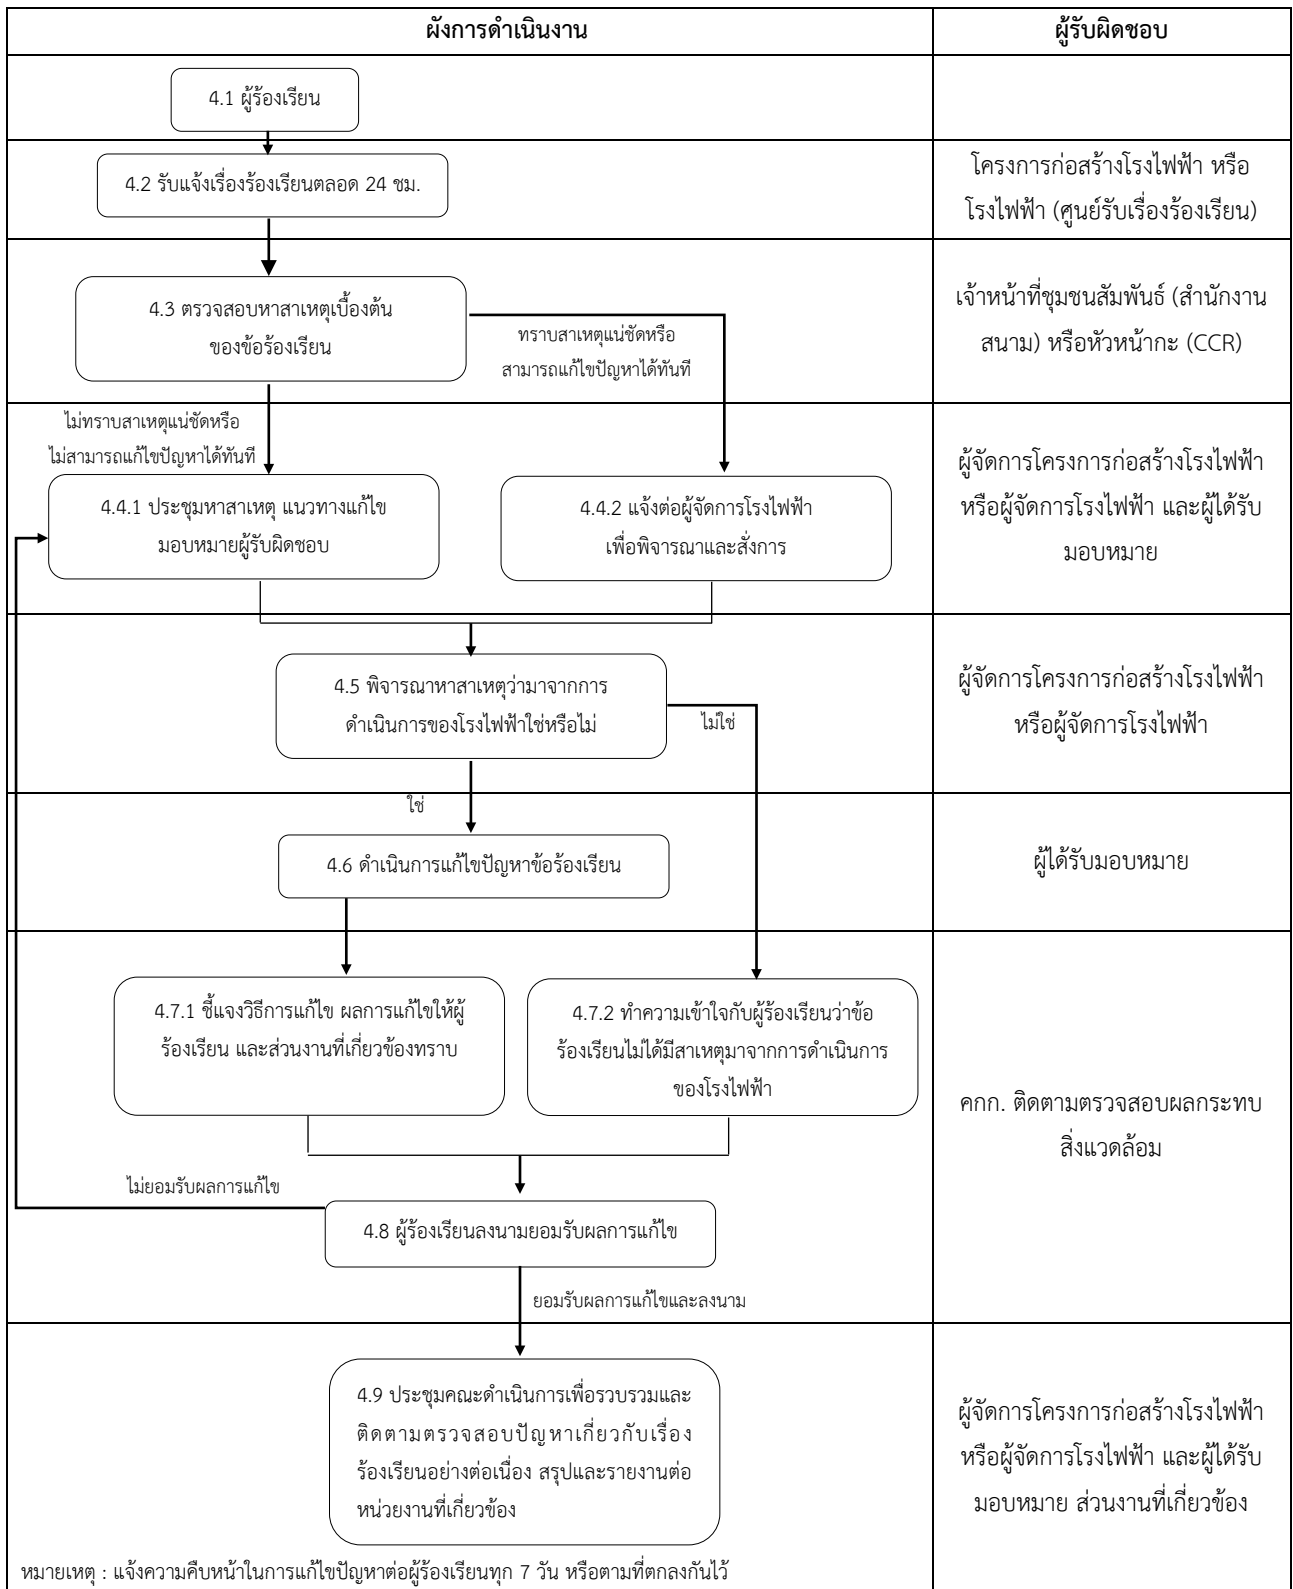 ผังการดำเนินงาน
ผู้รับผิดชอบ
4.1 ผู้ร้องเรียน
4.2 รับแจ้งเรื่องร้องเรียนตลอด 24 ชม.
โครงการก่อสร้างโรงไฟฟ้า หรือ
โรงไฟฟ้า (ศูนย์รับเรื่องร้องเรียน)
4.3 ตรวจสอบหาสาเหตุเบื้องต้น
ของข้อร้องเรียน
ทราบสาเหตุแน่ชัดหรือ
สามารถแก้ไขปัญหาได้ทันที
เจ้าหน้าที่ชุมชนสัมพันธ์ (สำนักงาน
สนาม) หรือหัวหน้ากะ (CCR)
ไม่ทราบสาเหตุแน่ชัดหรือ
ไม่สามารถแก้ไขปัญหาได้ทันที
4.4.1 ประชุมหาสาเหตุ แนวทางแก้ไข
มอบหมายผู้รับผิดชอบ
4.4.2 แจ้งต่อผู้จัดการโรงไฟฟ้า
เพื่อพิจารณาและสั่งการ
ผู้จัดการโครงการก่อสร้างโรงไฟฟ้า
หรือผู้จัดการโรงไฟฟ้า และผู้ได้รับ
มอบหมาย
4.5 พิจารณาหาสาเหตุว่ามาจากการ
ดำเนินการของโรงไฟฟ้าใช่หรือไม่
ไม่ใช่
ผู้จัดการโครงการก่อสร้างโรงไฟฟ้า
หรือผู้จัดการโรงไฟฟ้า
ใช่
4.6 ดำเนินการแก้ไขปัญหาข้อร้องเรียน
ผู้ได้รับมอบหมาย
4.7.1 ชี้แจงวิธีการแก้ไข ผลการแก้ไขให้ผู้
ร้องเรียน และส่วนงานที่เกี่ยวข้องทราบ
4.7.2 ทำความเข้าใจกับผู้ร้องเรียนว่าข้อ
ร้องเรียนไม่ได้มีสาเหตุมาจากการดำเนินการ
ของโรงไฟฟ้า
คกก. ติดตามตรวจสอบผลกระทบ
สิ่งแวดล้อม
ไม่ยอมรับผลการแก้ไข
4.8 ผู้ร้องเรียนลงนามยอมรับผลการแก้ไข
ยอมรับผลการแก้ไขและลงนาม
4.9 ประชุมคณะดำเนินการเพื่อรวบรวมและ
ติดตามตรวจสอบปัญหาเกี่ยวกับเรื่อง
ร้องเรียนอย่างต่อเนื่อง สรุปและรายงานต่อ
หน่วยงานที่เกี่ยวข้อง
ผู้จัดการโครงการก่อสร้างโรงไฟฟ้า
หรือผู้จัดการโรงไฟฟ้า และผู้ได้รับ
มอบหมาย ส่วนงานที่เกี่ยวข้อง
หมายเหตุ : แจ้งความคืบหน้าในการแก้ไขปัญหาต่อผู้ร้องเรียนทุก 7 วัน หรือตามที่ตกลงกันไว้